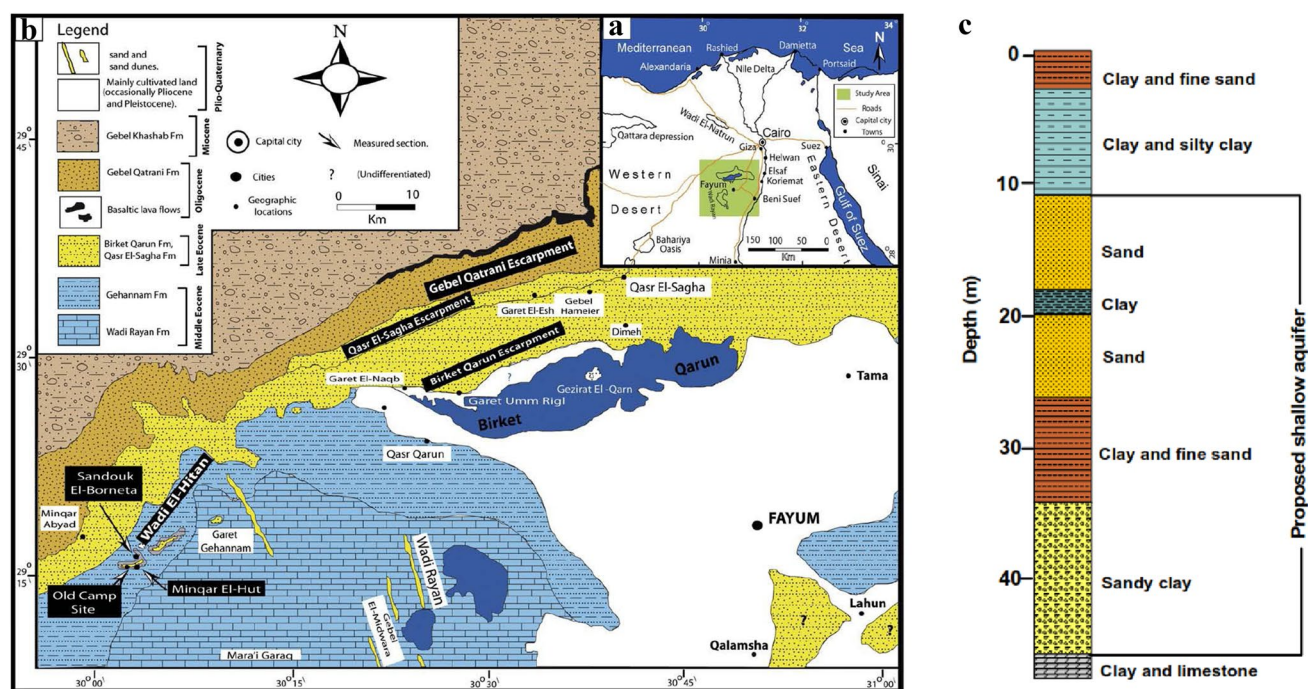 b
Legend
sand and
sand dunes.
Mainly cultivated land
(occasionally Pliocene
and Pleistocene).
Plio-Quaternary
Gebel Khashab Fm
Miocene
Gebel Qatrani Fm
Basaltic lava flows
Oligocene
Birket Qarun Fm,
Qasr El-Sagha Fm
Late Eocene
Gehannam Fm
Wadi Rayan Fm
Middle Eocene
N
Capital city
Cities
Geographic
locations
Measured section.
? (Undifferentiated)
0 10
Km
a
30 32 34
Mediterranean
Sea
Rashied
Damietta
Alexandaria
Portsaid
Nile Delta
N
Study Area
Roads
Capital city
Towns
Wadi El-Natrun
Qattara depression
Cairo
Giza
Suez
30
Helwan
Elsaf
Koriemat
Fayum
Wadi Rayan
Beni Suef
Western
Desert
Eastern Desert
Sinai
Gulf of Suez
Bahariya
Oasis
Minia
150 100 50 0
Km
28
29°
45
29°
30
29°
15
30°00
30°15
30°30
30°45
31°00
Gebel Qatrani Escarpment
Qasr El-Sagha Escarpment
Birket Qarun Escarpment
Qasr El-Sagha
Garet El-Esh
Gebel
Hameier
Dimeh
Garet El-Naqb
?
Gezirat El -Qarn
Qarun
Garet Umm Rigl
Birket
Tama
Qasr Qarun
Sandouk
El-Borneta
Wadi El-Hitan
Minqar
Abyad
Garet
Gehannam
Old Camp
Site
Minqar El-Hut
FAYUM
Wadi Rayan
Gebel
El-Midwara
Mara'i Garaq
Lahun
Qalamsha
?
?
c
Depth (m)
0
10
20
30
40
Clay and fine sand
Clay and silty clay
Sand
Clay
Sand
Clay and fine sand
Sandy clay
Clay and limestone
Proposed shallow aquifer